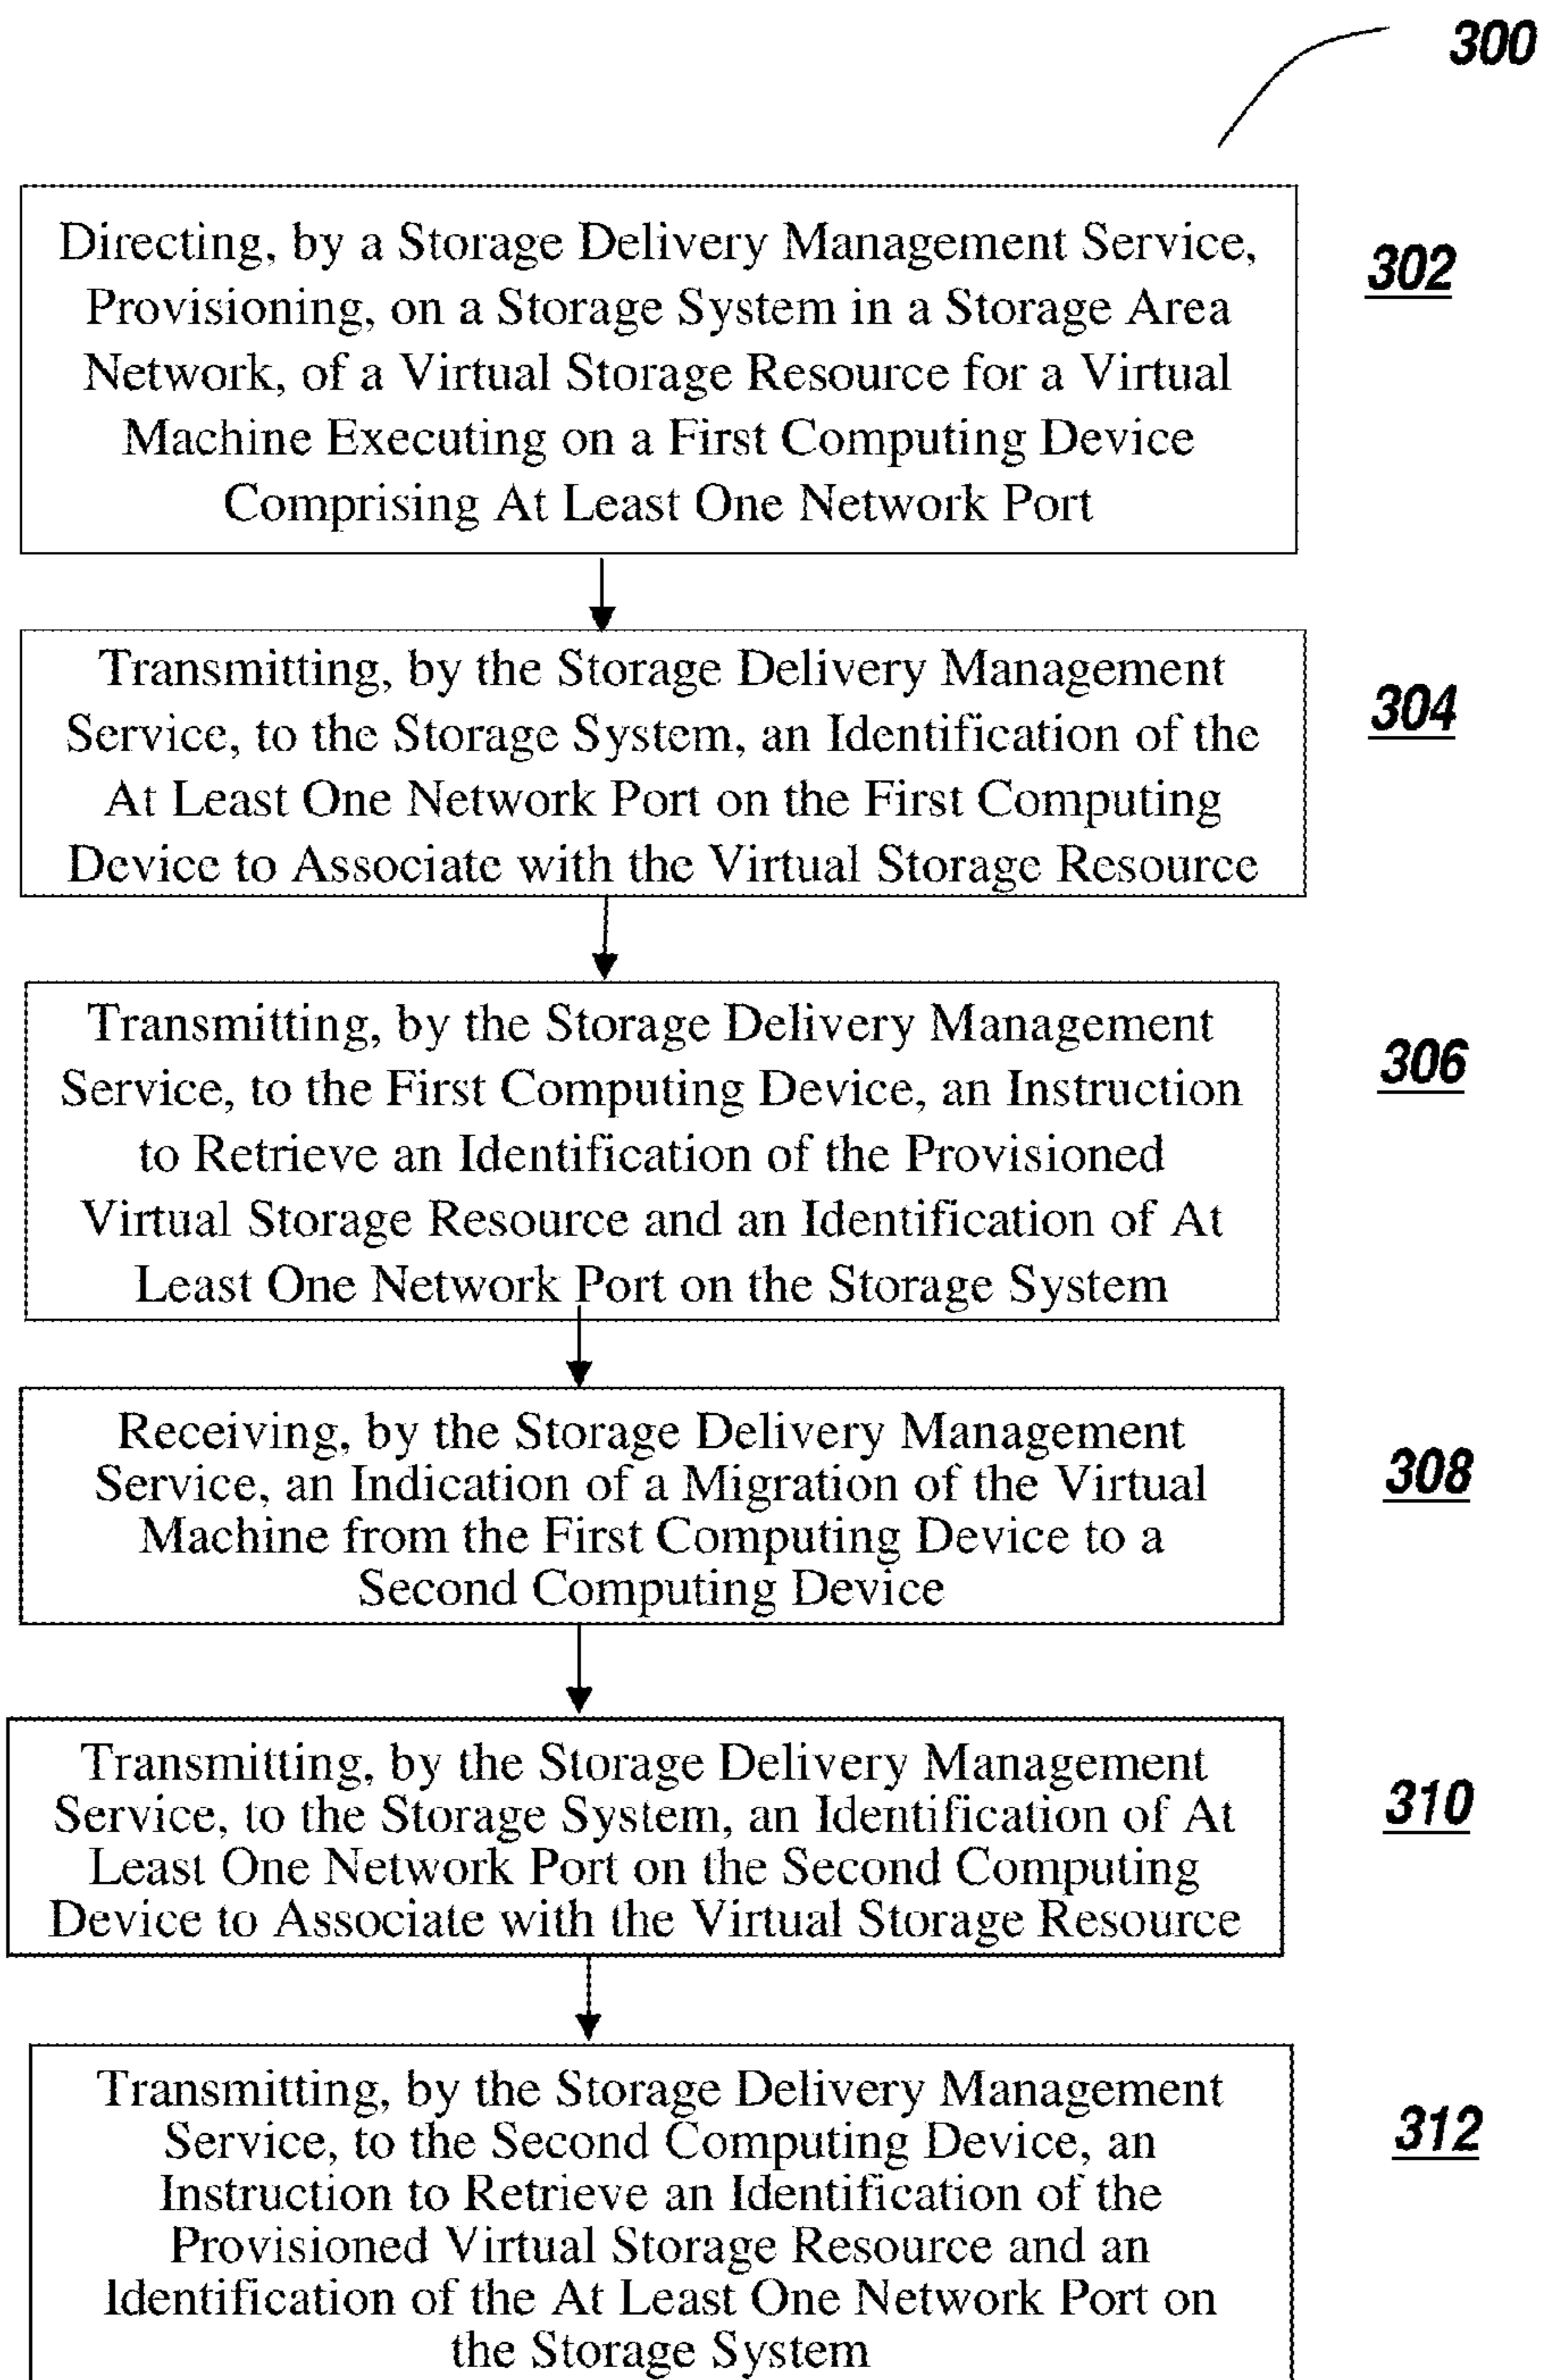 300
Directing, by a Storage Delivery Management Service,
Provisioning, on a Storage System in a Storage Area
Network, of a Virtual Storage Resource for a Virtual
Machine Executing on a First Computing Device
Comprising At Least One Network Port
302
Transmitting, by the Storage Delivery Management
Service, to the Storage System, an Identification of the
At Least One Network Port on the First Computing
Device to Associate with the Virtual Storage Resource
304
Transmitting, by the Storage Delivery Management
Service, to the First Computing Device, an Instruction
to Retrieve an Identification of the Provisioned
Virtual Storage Resource and an Identification of At
Least One Network Port on the Storage System
306
Receiving, by the Storage Delivery Management
Service, an Indication of a Migration of the Virtual
Machine from the First Computing Device to a
Second Computing Device
308
Transmitting, by the Storage Delivery Management
Service, to the Storage System, an Identification of At
Least One Network Port on the Second Computing
Device to Associate with the Virtual Storage Resource
310
Transmitting, by the Storage Delivery Management
Service, to the Second Computing Device, an
Instruction to Retrieve an Identification of the
Provisioned Virtual Storage Resource and an
Identification of the At Least One Network Port on
the Storage System
312